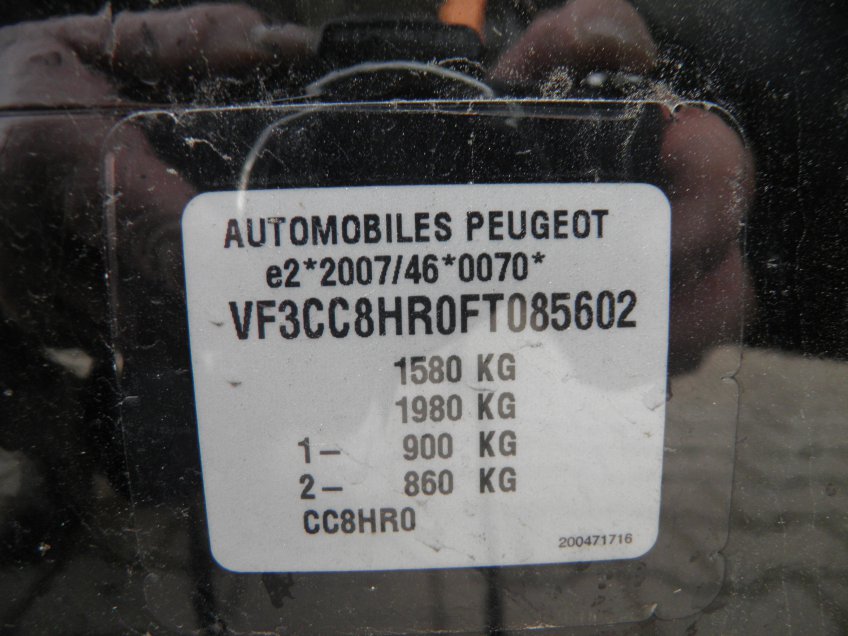 AUTOMOBILES PEUGEOT
e2*2007/46*0070*
VF3CC8HR0FT085602
1580 KG
1980 KG
1– 900 KG
2– 860 KG
CC8HR0
200471716